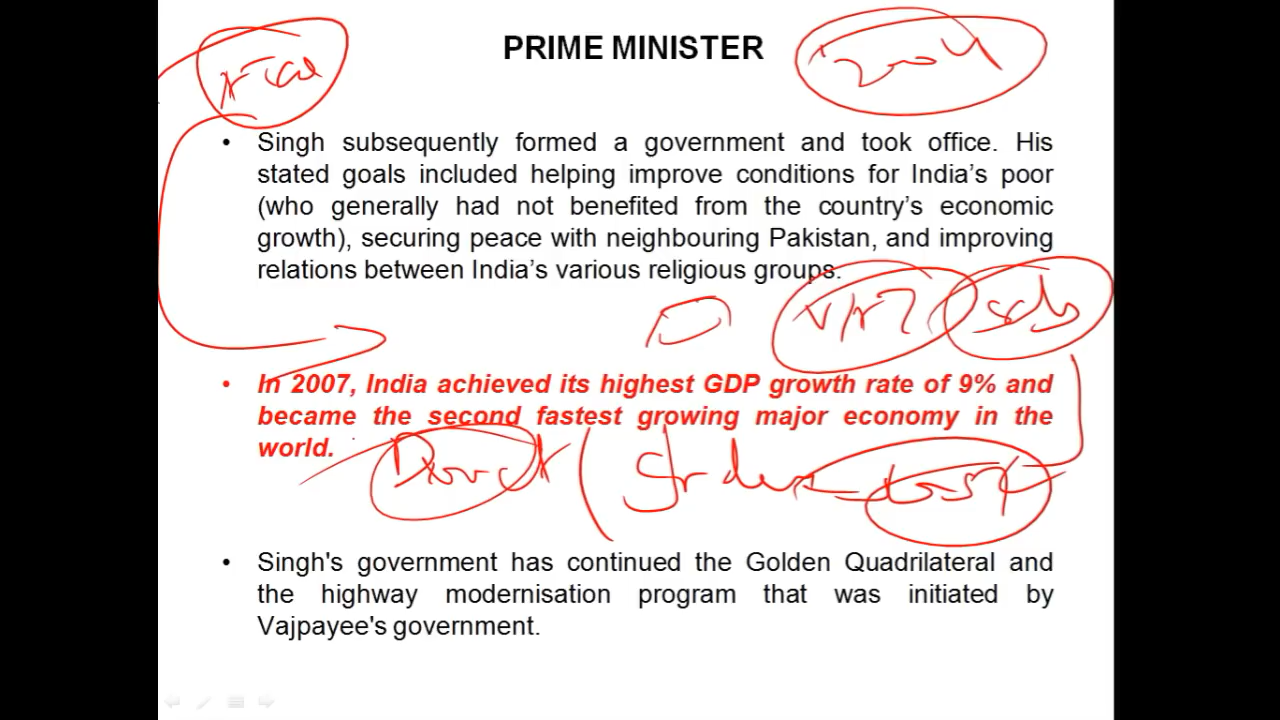 PRIME MINISTER
2004
• Singh subsequently formed a government and took office. His
stated goals included helping improve conditions for India’s poor
(who generally had not benefited from the country’s economic
growth), securing peace with neighbouring Pakistan, and improving
relations between India’s various religious groups.
• In 2007, India achieved its highest GDP growth rate of 9% and
became the second fastest growing major economy in the
world.
• Singh's government has continued the Golden Quadrilateral and
the highway modernisation program that was initiated by
Vajpayee's government.